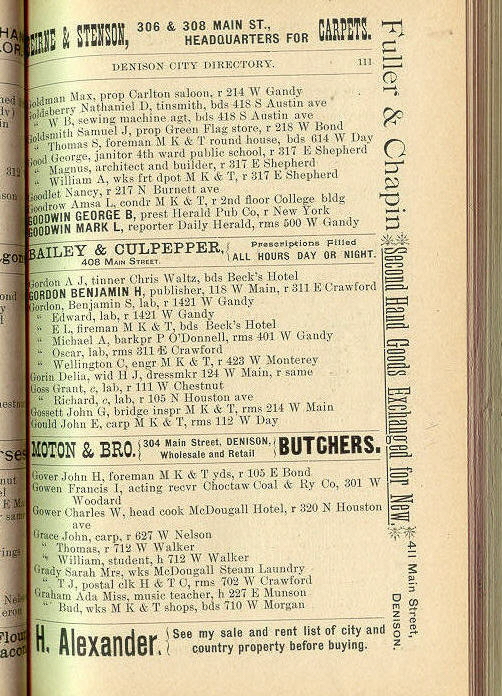 EIRNE & STENSON, 306 & 308 MAIN ST., HEADQUARTERS FOR CARPETS.
DENISON CITY DIRECTORY. 111
Goldman Max, prop Carlton saloon, r 214 W Gandy
Goldsberry Nathaniel D, tinsmith, bds 418 S Austin ave
" W B, sewing machine agt, bds 418 S Austin ave
Goldsmith Samuel J, prop Green Flag store, r 218 W Bond
" Thomas S, foreman M K & T round house, bds 614 W Day
Good George, janitor 4th ward public school, r 317 E Shepherd
" Magnus, architect and builder, r 317 E Shepherd
" William A, wks frt dpot M K & T, r 317 E Shepherd
Goodlet Nancy, r 217 N Burnett ave
Goodrow Amsa L, condr M K & T, r 2nd floor College bldg
GOODWIN GEORGE B, prest Herald Pub Co, r New York
GOODWIN MARK L, reporter Daily Herald, rms 500 W Gandy
BAILEY & CULPEPPER, 408 MAIN STREET. Prescriptions Filled ALL HOURS DAY OR NIGHT.
Gordon A J, tinner Chris Waltz, bds Beck's Hotel
GORDON BENJAMIN H, publisher, 118 W Main, r 311 E Crawford
Gordon, Benjamin S, lab, r 1421 W Gandy
" Edward, lab, r 1421 W Gandy
" E L, fireman M K & T, bds Beck's Hotel
" Michael A, barkpr P O'Donnell, rms 401 W Gandy
" Oscar, lab, rms 311 E Crawford
" Wellington C, engr M K & T, r 423 W Monterey
Gorin Delia, wid H J, dressmkr 124 W Main, r same
Goss Grant, c, lab, r 111 W Chestnut
" Richard, c, lab, r 105 N Houston ave
Gossett John G, bridge inspr M K & T, rms 214 W Main
Gould John E, carp M K & T, rms 112 W Day
MOTON & BRO. 304 Main Street, DENISON, Wholesale and Retail BUTCHERS.
Gover John H, foreman M K & T yds, r 105 E Bond
Gowen Francis I, acting recvr Choctaw Coal & Ry Co, 301 W
Woodard
Gower Charles W, head cook McDougall Hotel, r 320 N Houston
ave
Grace John, carp, r 627 W Nelson
" Thomas, r 712 W Walker
" William, student, h 712 W Walker
Grady Sarah Mrs, wks McDougall Steam Laundry
" T J, postal clk H & T C, rms 702 W Crawford
Graham Ada Miss, music teacher, h 227 E Munson
" Bud, wks M K & T shops, bds 710 W Morgan
H. Alexander. See my sale and rent list of city and
country property before buying.
Fuller & Chapin
Second Hand Goods Exchanged for New.
411 Main Street,
DENISON.